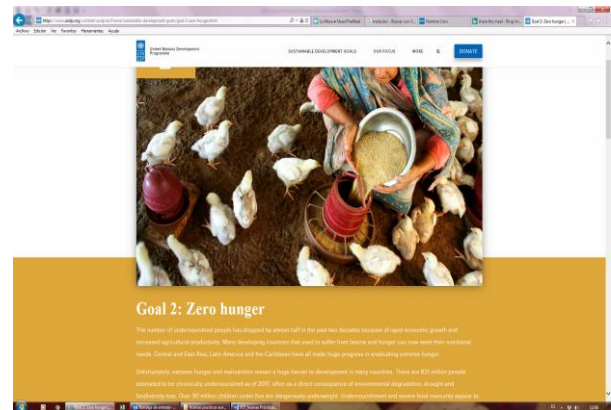 Archivo Edición Ver Favoritos Herramientas Ayuda
United Nations Development
Programme
SUSTAINABLE DEVELOPMENT GOALS OUR FOCUS MORE DONATE
Goal 2: Zero hunger
The number of undernourished people has dropped by almost half in the past two decades because of rapid economic growth and
increased agricultural productivity. Many developing countries that used to suffer from famine and hunger can now meet their nutritional
needs. Central and East Asia, Latin America and the Caribbean have all made huge progress in eradicating extreme hunger.
Unfortunately, extreme hunger and malnutrition remain a huge barrier to development in many countries. There are 821 million people
estimated to be chronically undernourished as of 2017, often as a direct consequence of environmental degradation, drought and
biodiversity loss. Over 90 million children under five are dangerously underweight. Undernourishment and severe food insecurity appear to